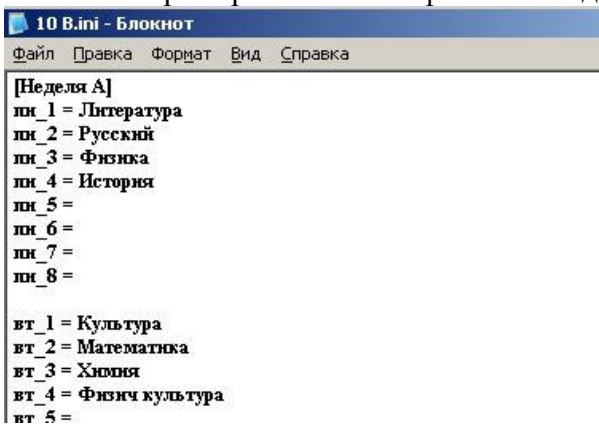 10 B.ini - Блокнот
Файл Правка Формат Вид Справка
[Неделя А]
пн_1 = Литература
пн_2 = Русский
пн_3 = Физика
пн_4 = История
пн_5 =
пн_6 =
пн_7 =
пн_8 =
вт_1 = Культура
вт_2 = Математика
вт_3 = Химия
вт_4 = Физич культура
вт_5 =